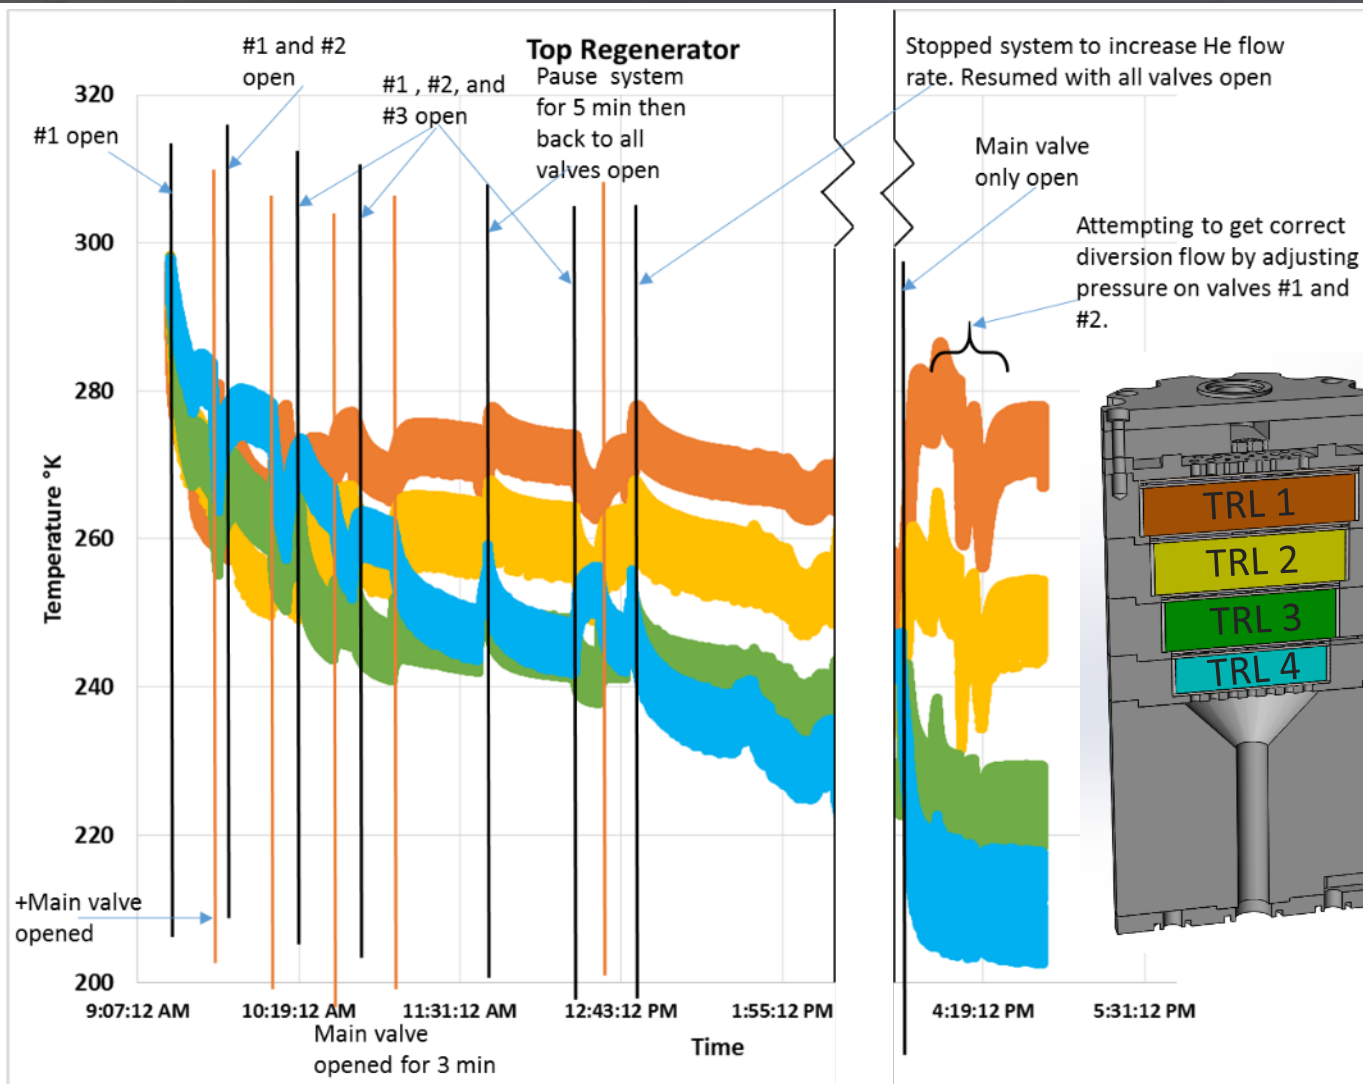 Top Regenerator
#1 and #2
open
#1 , #2, and
#3 open
Pause system
for 5 min then
back to all
valves open
Stopped system to increase He flow
rate. Resumed with all valves open
#1 open
Main valve
only open
Attempting to get correct
diversion flow by adjusting
pressure on valves #1 and
#2.
320
300
280
260
240
220
200
Temperature °K
TRL 1
TRL 2
TRL 3
TRL 4
+Main valve
opened
9:07:12 AM
10:19:12 AM
11:31:12 AM
12:43:12 PM
1:55:12 PM
4:19:12 PM
5:31:12 PM
Main valve
opened for 3 min
Time